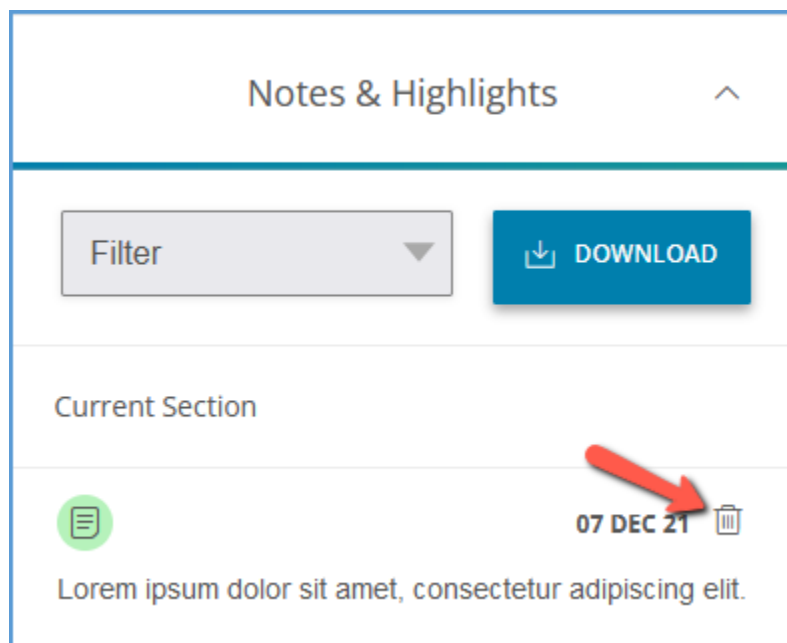 Notes & Highlights
Filter
DOWNLOAD
Current Section
07 DEC 21
Lorem ipsum dolor sit amet, consectetur adipiscing elit.